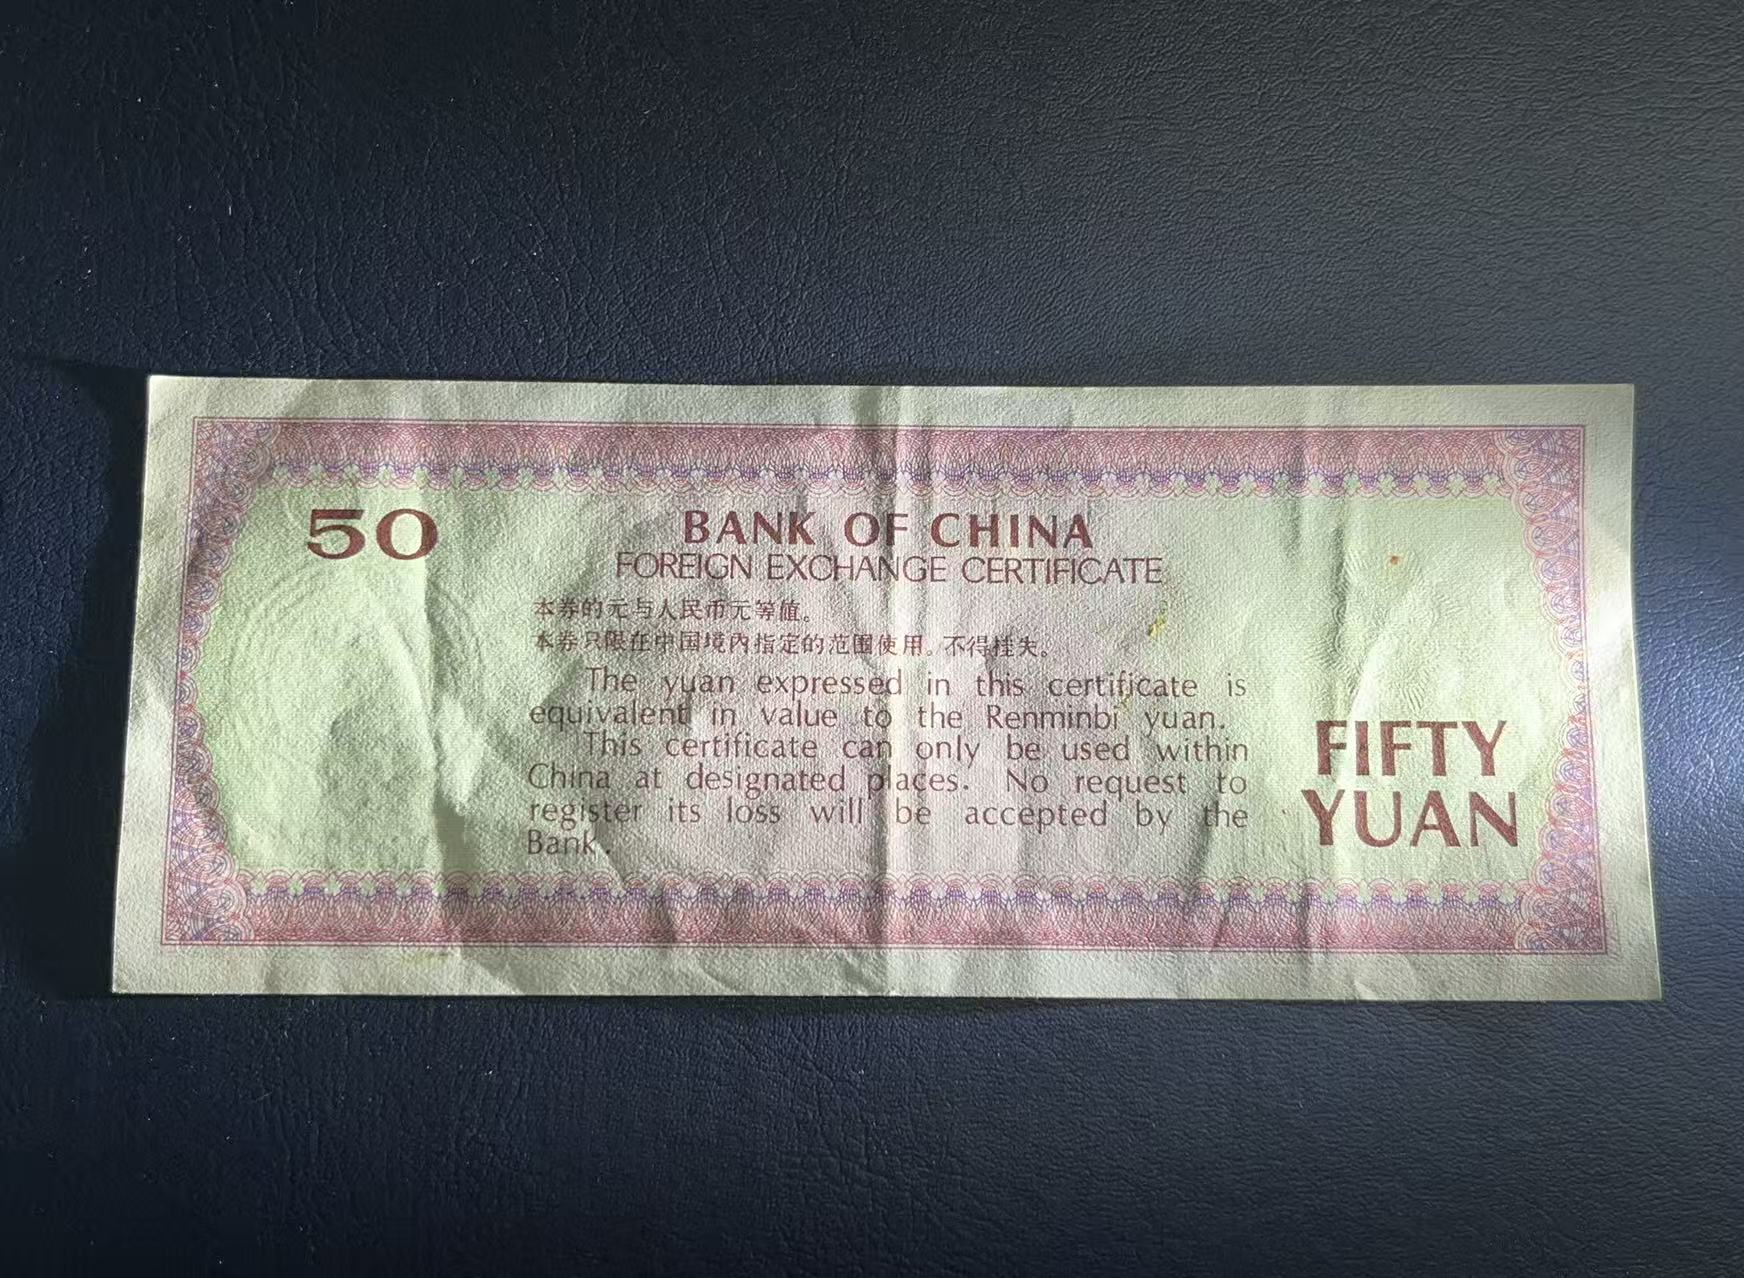 50
BANK OF CHINA
FOREIGN EXCHANGE CERTIFICATE
本券的元与人民币元等值。
本券只限在中国境内指定的范围使用。不得挂失。
The yuan expressed in this certificate is
equivalent in value to the Renminbi yuan.
This certificate can only be used within
China at designated places. No request to
register its loss will be accepted by the
Bank.
FIFTY
YUAN